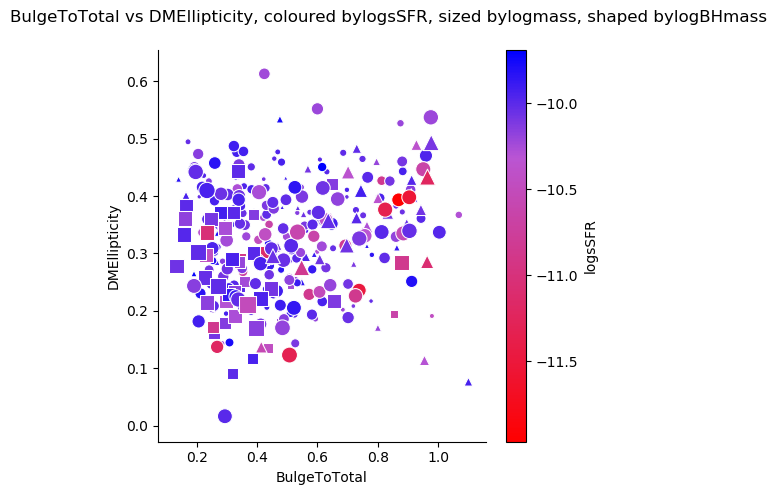 BulgeToTotal vs DMEllipticity, coloured bylogsSFR, sized bylogmass, shaped bylogBHmass
0.6
0.5
0.4
0.3
0.2
0.1
0.0
DMEllipticity
0.2 0.4 0.6 0.8 1.0
BulgeToTotal
−10.0
−10.5
−11.0
−11.5
logsSFR